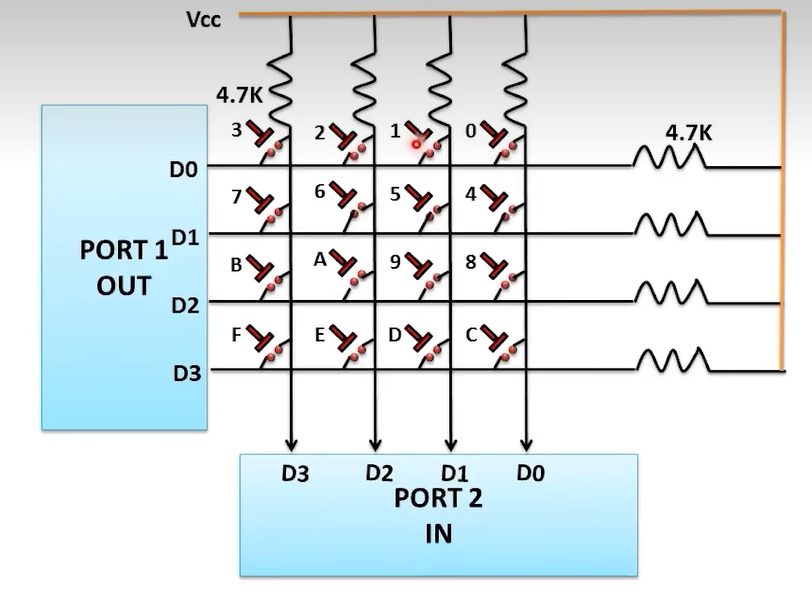 Vcc
4.7K
3 2 1 0
4.7K
D0
7 6 5 4
PORT 1
OUT
D1
B A 9 8
D2
F E D C
D3
D3 D2 D1 D0
PORT 2
IN